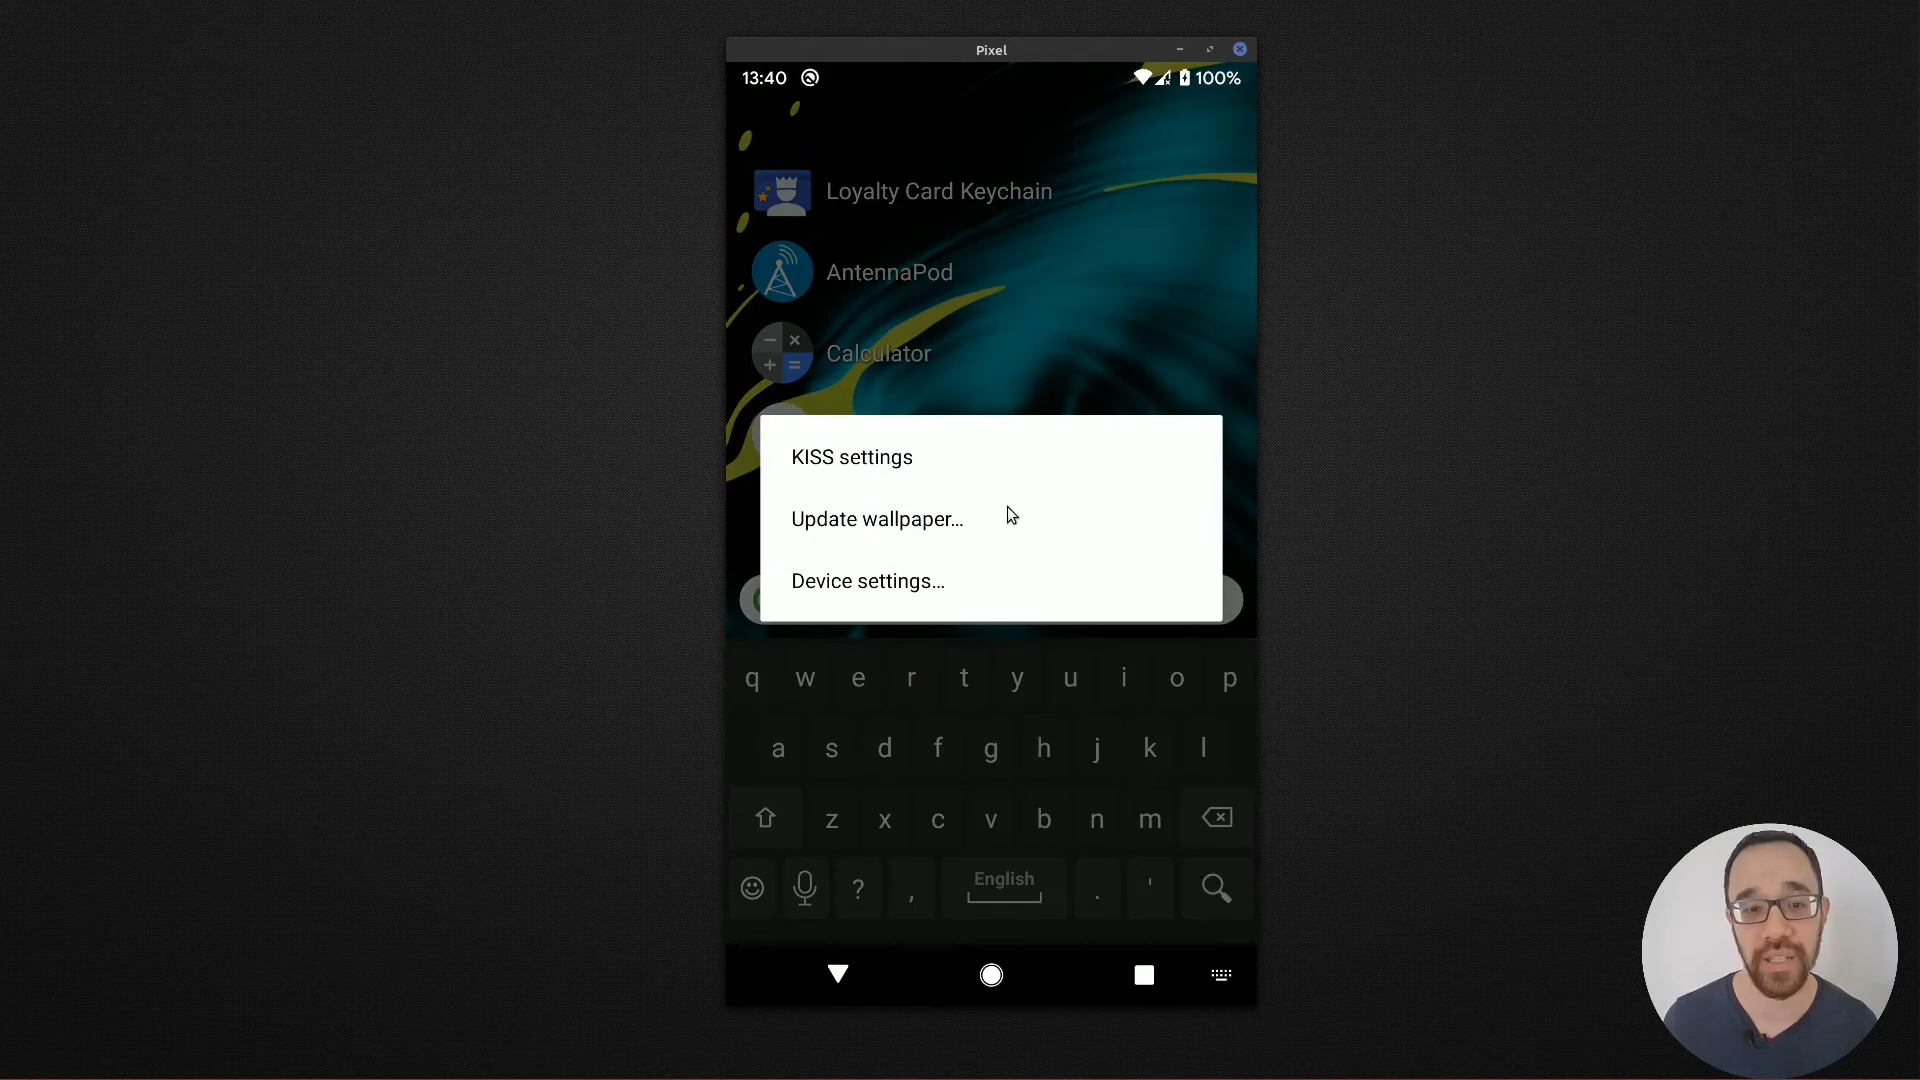 Pixel
13:40 100%
Loyalty Card Keychain
AntennaPod
Calculator
KISS settings
Update wallpaper...
Device settings...
q w e r t y u i o p
a s d f g h j k l
z x c v b n m
? , English . '